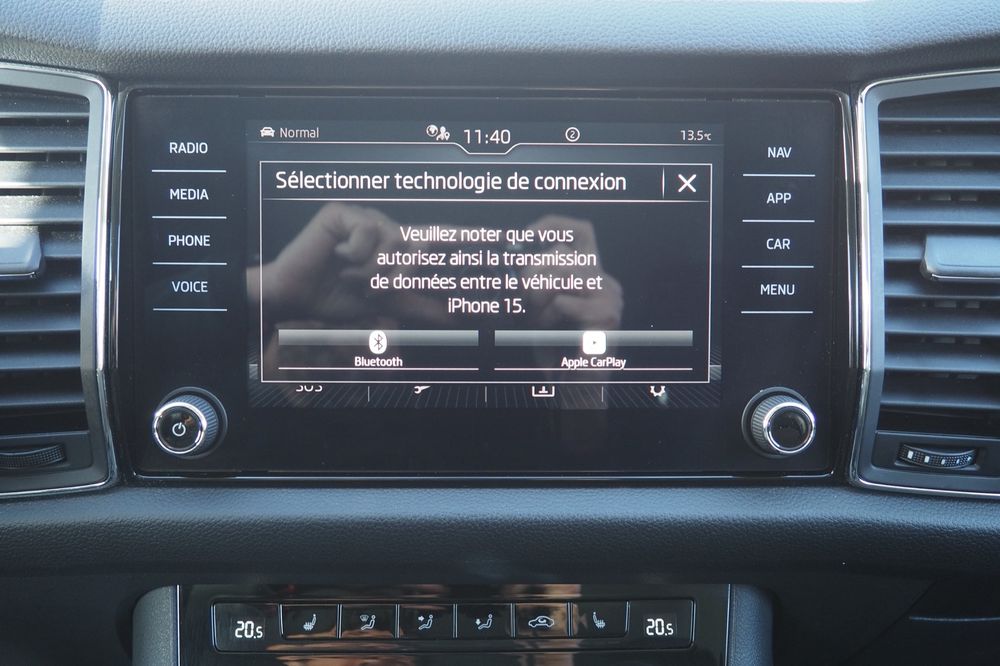 Normal
11:40
2
13.5°C
RADIO
MEDIA
PHONE
VOICE
Sélectionner technologie de connexion
Veuillez noter que vous
autorisez ainsi la transmission
de données entre le véhicule et
iPhone 15.
Bluetooth
Apple CarPlay
SOS
NAV
APP
CAR
MENU
20.5
20.5